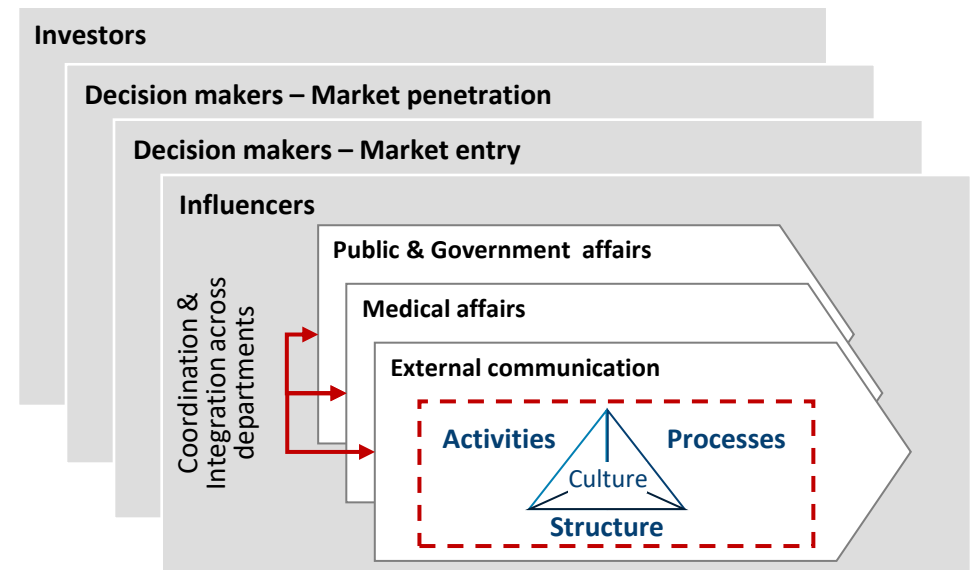 Investors
Decision makers – Market penetration
Decision makers – Market entry
Influencers
Coordination &
Integration across
departments
Public & Government affairs
Medical affairs
External communication
Activities
Processes
Culture
Structure